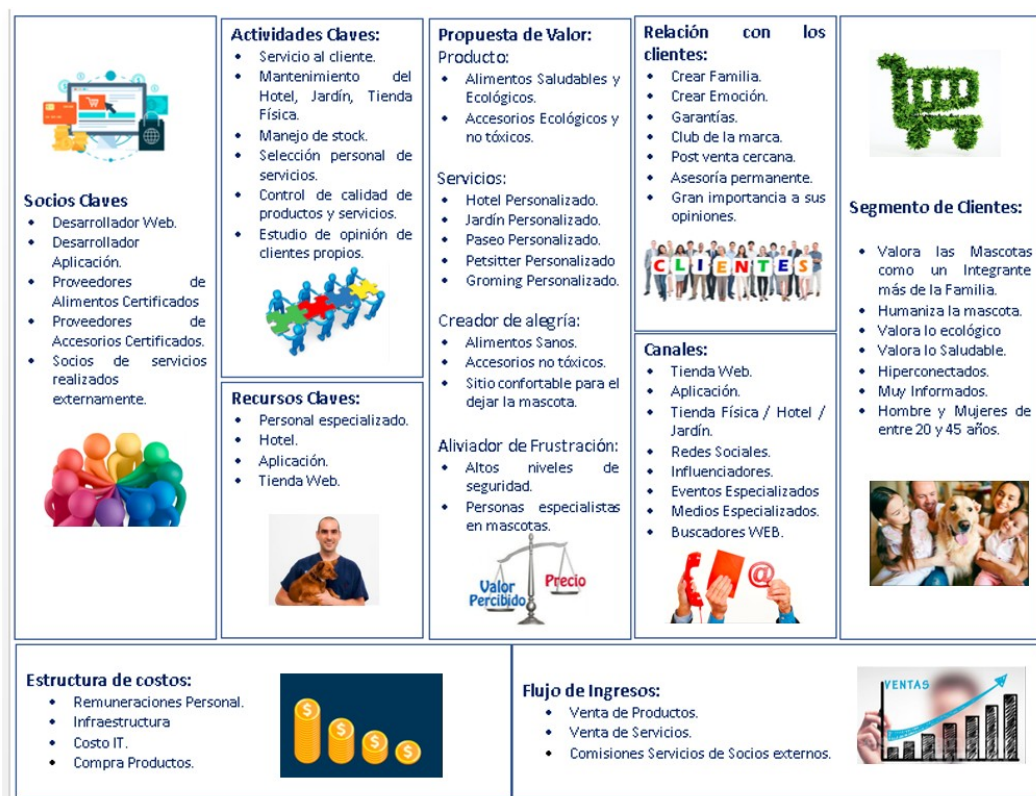 Socios Claves
• Desarrollador Web.
• Desarrollador
Aplicación.
• Proveedores de
Alimentos Certificados
• Proveedores de
Accesorios Certificados.
• Socios de servicios
realizados
externamente.
Actividades Claves:
• Servicio al cliente.
• Mantenimiento del
Hotel, Jardín, Tienda
Física.
• Manejo de stock.
• Selección personal de
servicios.
• Control de calidad de
productos y servicios.
• Estudio de opinión de
clientes propios.
Recursos Claves:
• Personal especializado.
• Hotel.
• Aplicación.
• Tienda Web.
Propuesta de Valor:
Producto:
• Alimentos Saludables y
Ecológicos.
• Accesorios Ecológicos y
no tóxicos.
Servicios:
• Hotel Personalizado.
• Jardín Personalizado.
• Paseo Personalizado.
• Petsitter Personalizado
• Groming Personalizado.
Creador de alegría:
• Alimentos Sanos.
• Accesorios no tóxicos.
• Sitio confortable para el
dejar la mascota.
Aliviador de Frustración:
• Altos niveles de
seguridad.
• Personas especialistas
en mascotas.
Valor
Percibido
Precio
Relación con los
clientes:
• Crear Familia.
• Crear Emoción.
• Garantías.
• Club de la marca.
• Post venta cercana.
• Asesoría permanente.
• Gran importancia a sus
opiniones.
CLIENTES
Canales:
• Tienda Web.
• Aplicación.
• Tienda Física / Hotel /
Jardín.
• Redes Sociales.
• Influenciadores.
• Eventos Especializados
• Medios Especializados.
• Buscadores WEB.
@
Segmento de Clientes:
• Valora las Mascotas
como un Integrante
más de la Familia.
• Humaniza la mascota.
• Valora lo ecológico
• Valora lo Saludable.
• Hiperconectados.
• Muy Informados.
• Hombre y Mujeres de
entre 20 y 45 años.
Estructura de costos:
• Remuneraciones Personal.
• Infraestructura
• Costo IT.
• Compra Productos.
$
$
$
$
Flujo de Ingresos:
• Venta de Productos.
• Venta de Servicios.
• Comisiones Servicios de Socios externos.
VENTAS